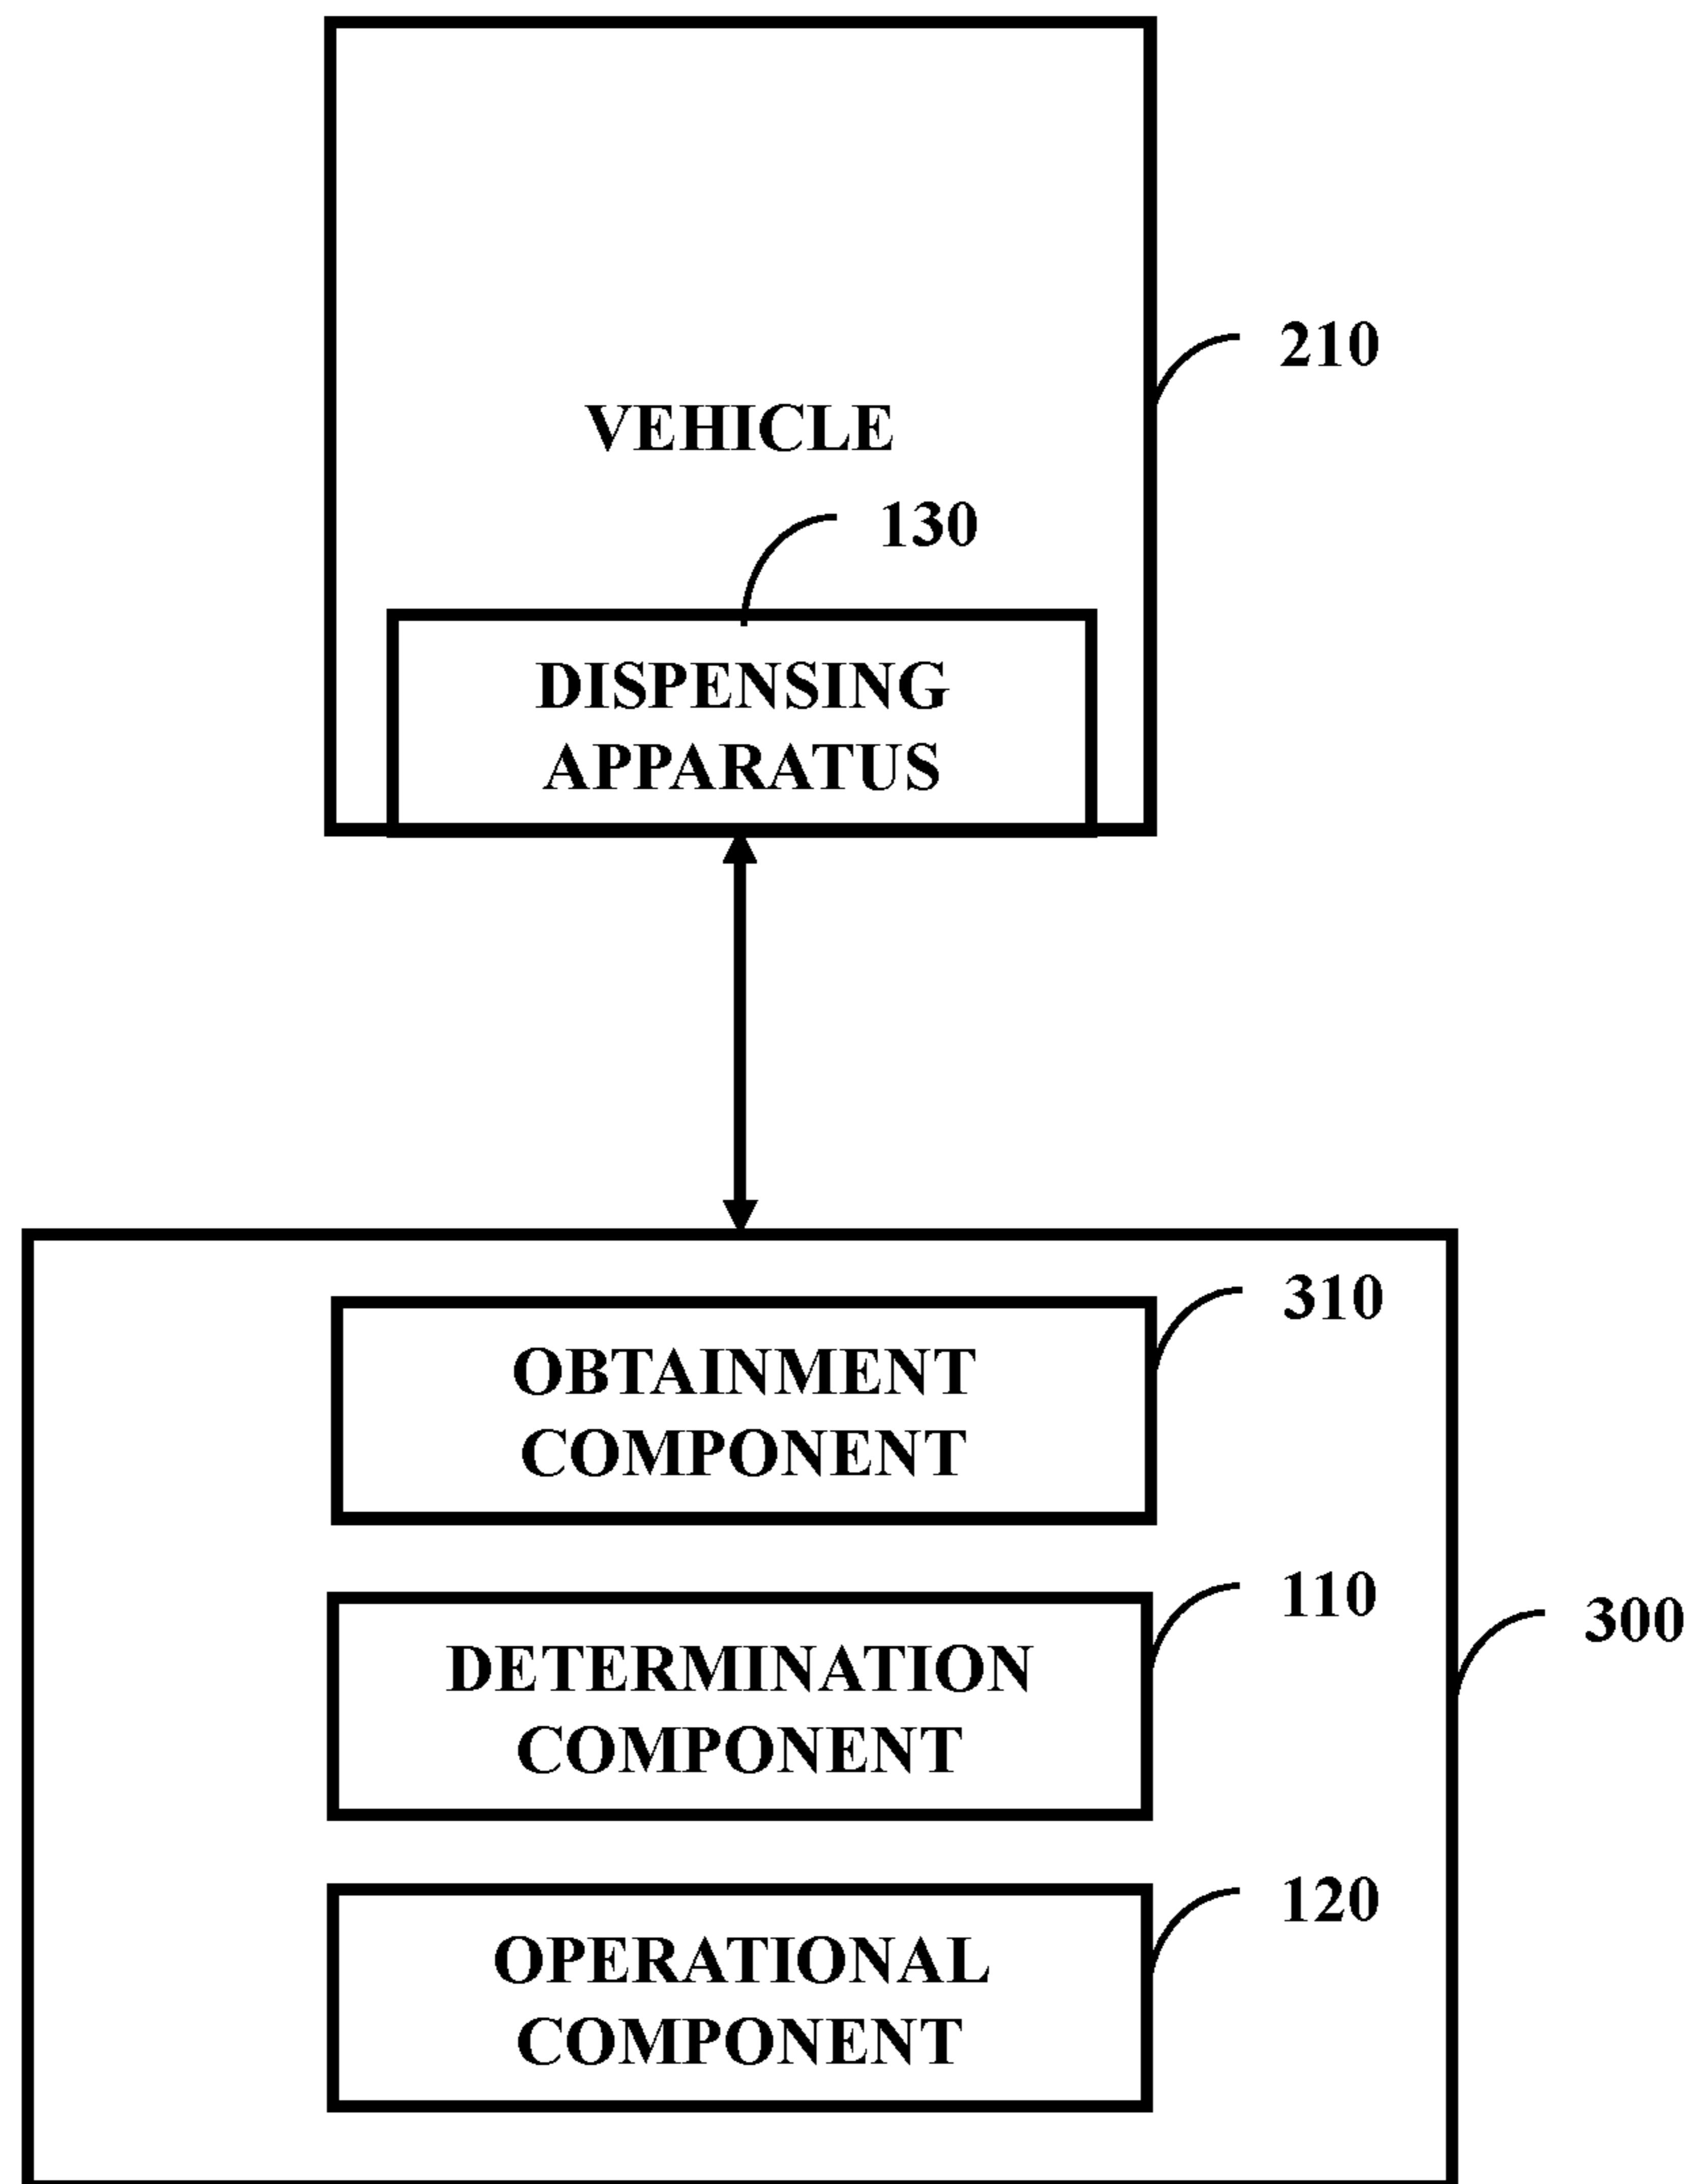 210
VEHICLE
130
DISPENSING
APPARATUS
310
OBTAINMENT
COMPONENT
110
300
DETERMINATION
COMPONENT
120
OPERATIONAL
COMPONENT